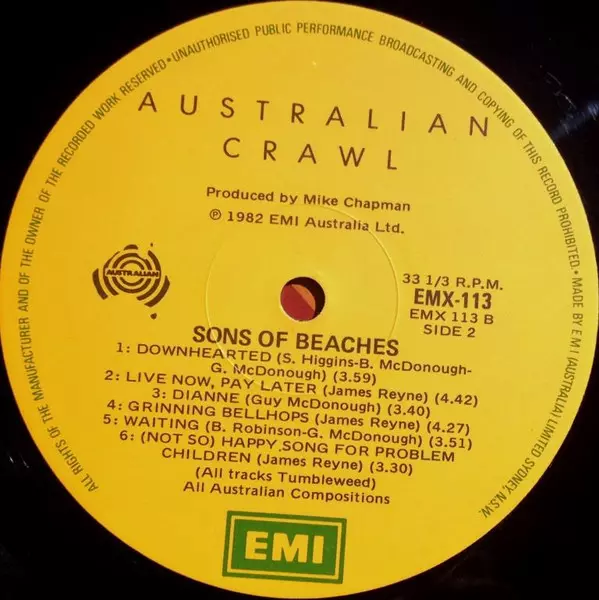 ALL RIGHTS OF THE MANUFACTURER AND OF THE OWNER OF THE RECORDED WORK RESERVED • UNAUTHORISED PUBLIC PERFORMANCE BROADCASTING AND COPYING OF THIS RECORD PROHIBITED. • MADE BY E M I (AUSTRALIA) LIMITED SYDNEY, N.S.W.
AUSTRALIAN
CRAWL
Produced by Mike Chapman
℗ 1982 EMI Australia Ltd.
AUSTRALIAN
33 1/3 R.P.M.
EMX-113
EMX 113 B
SIDE 2
SONS OF BEACHES
1: DOWNHEARTED (S. Higgins-B. McDonough-
G. McDonough) (3.59)
2: LIVE NOW, PAY LATER (James Reyne) (4.42)
3: DIANNE (Guy McDonough) (3.40)
4: GRINNING BELLHOPS (James Reyne) (4.27)
5: WAITING (B. Robinson-G. McDonough) (3.51)
6: (NOT SO) HAPPY SONG FOR PROBLEM
CHILDREN (James Reyne) (3.30)
(All tracks Tumbleweed)
All Australian Compositions
EMI